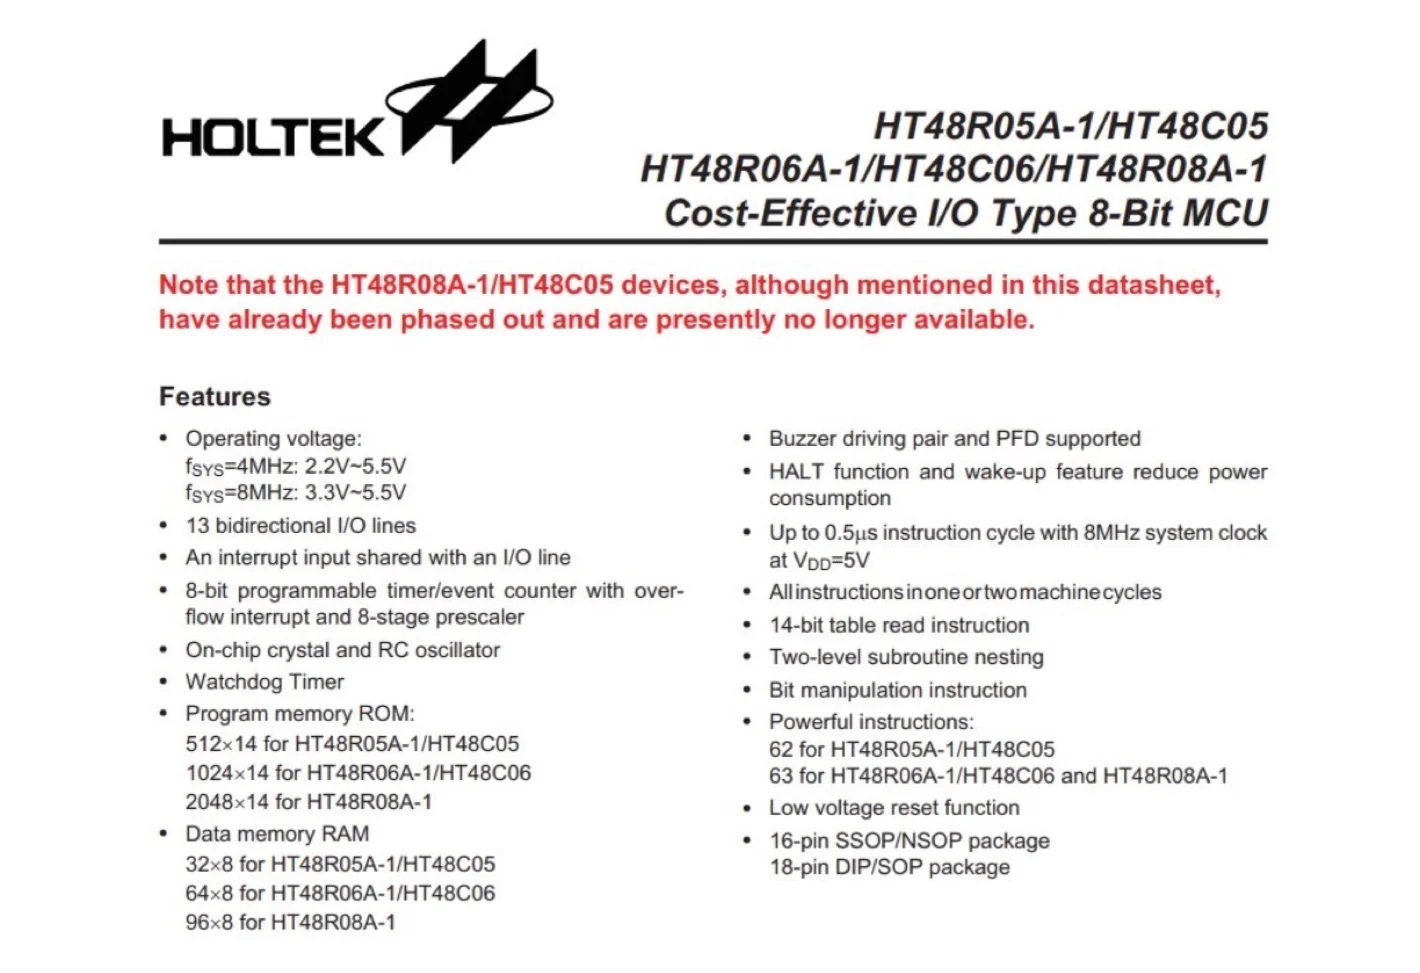 HOLTEK
HT48R05A-1/HT48C05
HT48R06A-1/HT48C06/HT48R08A-1
Cost-Effective I/O Type 8-Bit MCU
Note that the HT48R08A-1/HT48C05 devices, although mentioned in this datasheet,
have already been phased out and are presently no longer available.
Features
• Operating voltage:
fSYS=4MHz: 2.2V~5.5V
fSYS=8MHz: 3.3V~5.5V
• 13 bidirectional I/O lines
• An interrupt input shared with an I/O line
• 8-bit programmable timer/event counter with over-
flow interrupt and 8-stage prescaler
• On-chip crystal and RC oscillator
• Watchdog Timer
• Program memory ROM:
512×14 for HT48R05A-1/HT48C05
1024×14 for HT48R06A-1/HT48C06
2048×14 for HT48R08A-1
• Data memory RAM
32×8 for HT48R05A-1/HT48C05
64×8 for HT48R06A-1/HT48C06
96×8 for HT48R08A-1
• Buzzer driving pair and PFD supported
• HALT function and wake-up feature reduce power
consumption
• Up to 0.5μs instruction cycle with 8MHz system clock
at VDD=5V
• All instructions in one or two machine cycles
• 14-bit table read instruction
• Two-level subroutine nesting
• Bit manipulation instruction
• Powerful instructions:
62 for HT48R05A-1/HT48C05
63 for HT48R06A-1/HT48C06 and HT48R08A-1
• Low voltage reset function
• 16-pin SSOP/NSOP package
18-pin DIP/SOP package